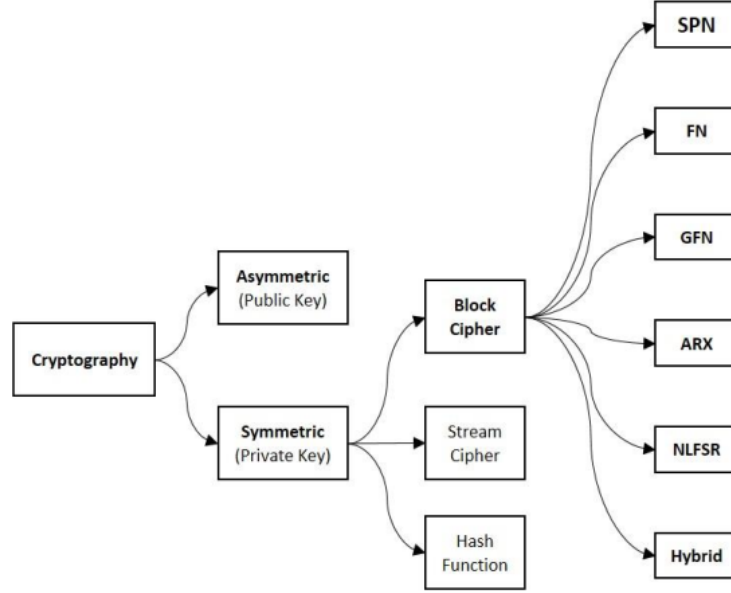 Cryptography
Asymmetric
(Public Key)
Symmetric
(Private Key)
Block
Cipher
Stream
Cipher
Hash
Function
SPN
FN
GFN
ARX
NLFSR
Hybrid